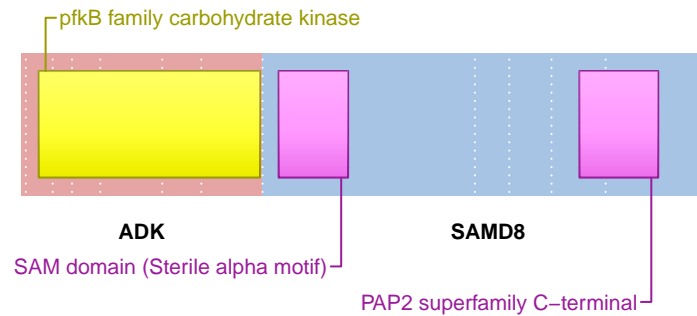 pfkB family carbohydrate kinase
ADK
SAMD8
SAM domain (Sterile alpha motif)
PAP2 superfamily C−terminal